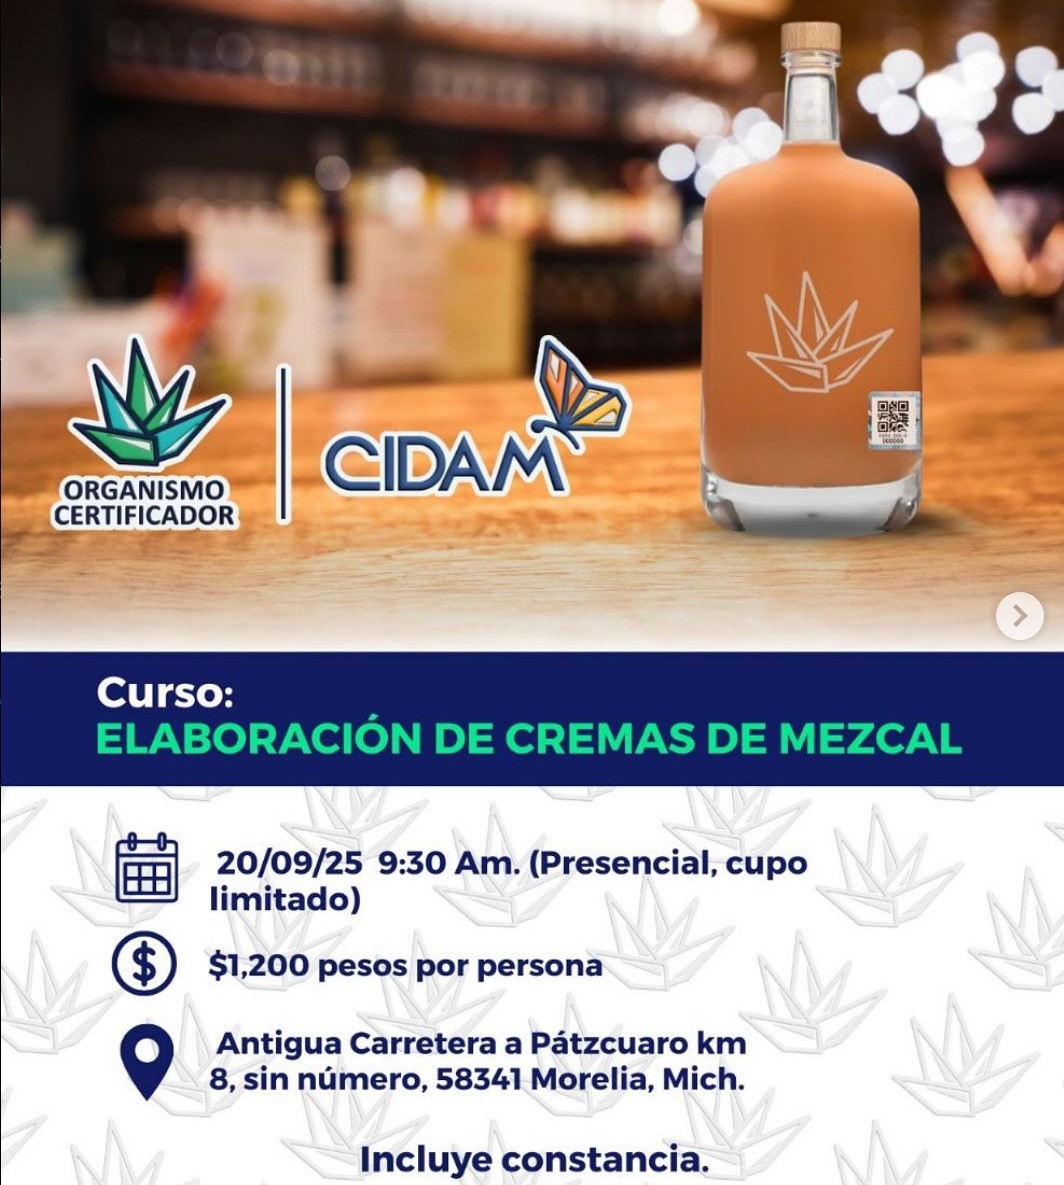 ORGANISMO
CERTIFICADOR
CIDAM
Curso:
ELABORACIÓN DE CREMAS DE MEZCAL
20/09/25 9:30 Am. (Presencial, cupo
limitado)
$1,200 pesos por persona
Antigua Carretera a Pátzcuaro km
8, sin número, 58341 Morelia, Mich.
Incluye constancia.